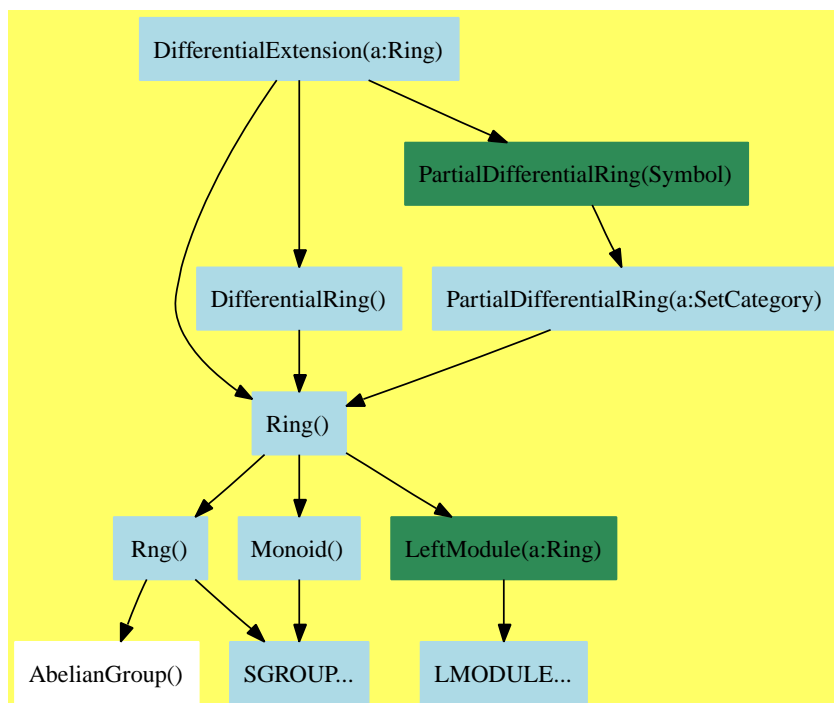 DifferentialExtension(a:Ring)
PartialDifferentialRing(Symbol)
DifferentialRing()
PartialDifferentialRing(a:SetCategory)
Ring()
Rng()
Monoid()
LeftModule(a:Ring)
AbelianGroup()
SGROUP...
LMODULE...